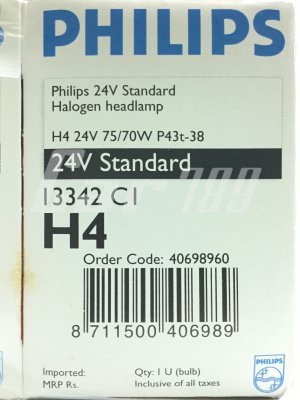 PHILIPS
Philips 24V Standard
Halogen headlamp
H4 24V 75/70W P43t-38
24V Standard
13342 C1
H4
Order Code: 40698960
8 711500 406989
Imported: Qty: 1 U (bulb)
MRP Rs. Inclusive of all taxes
PHILIPS